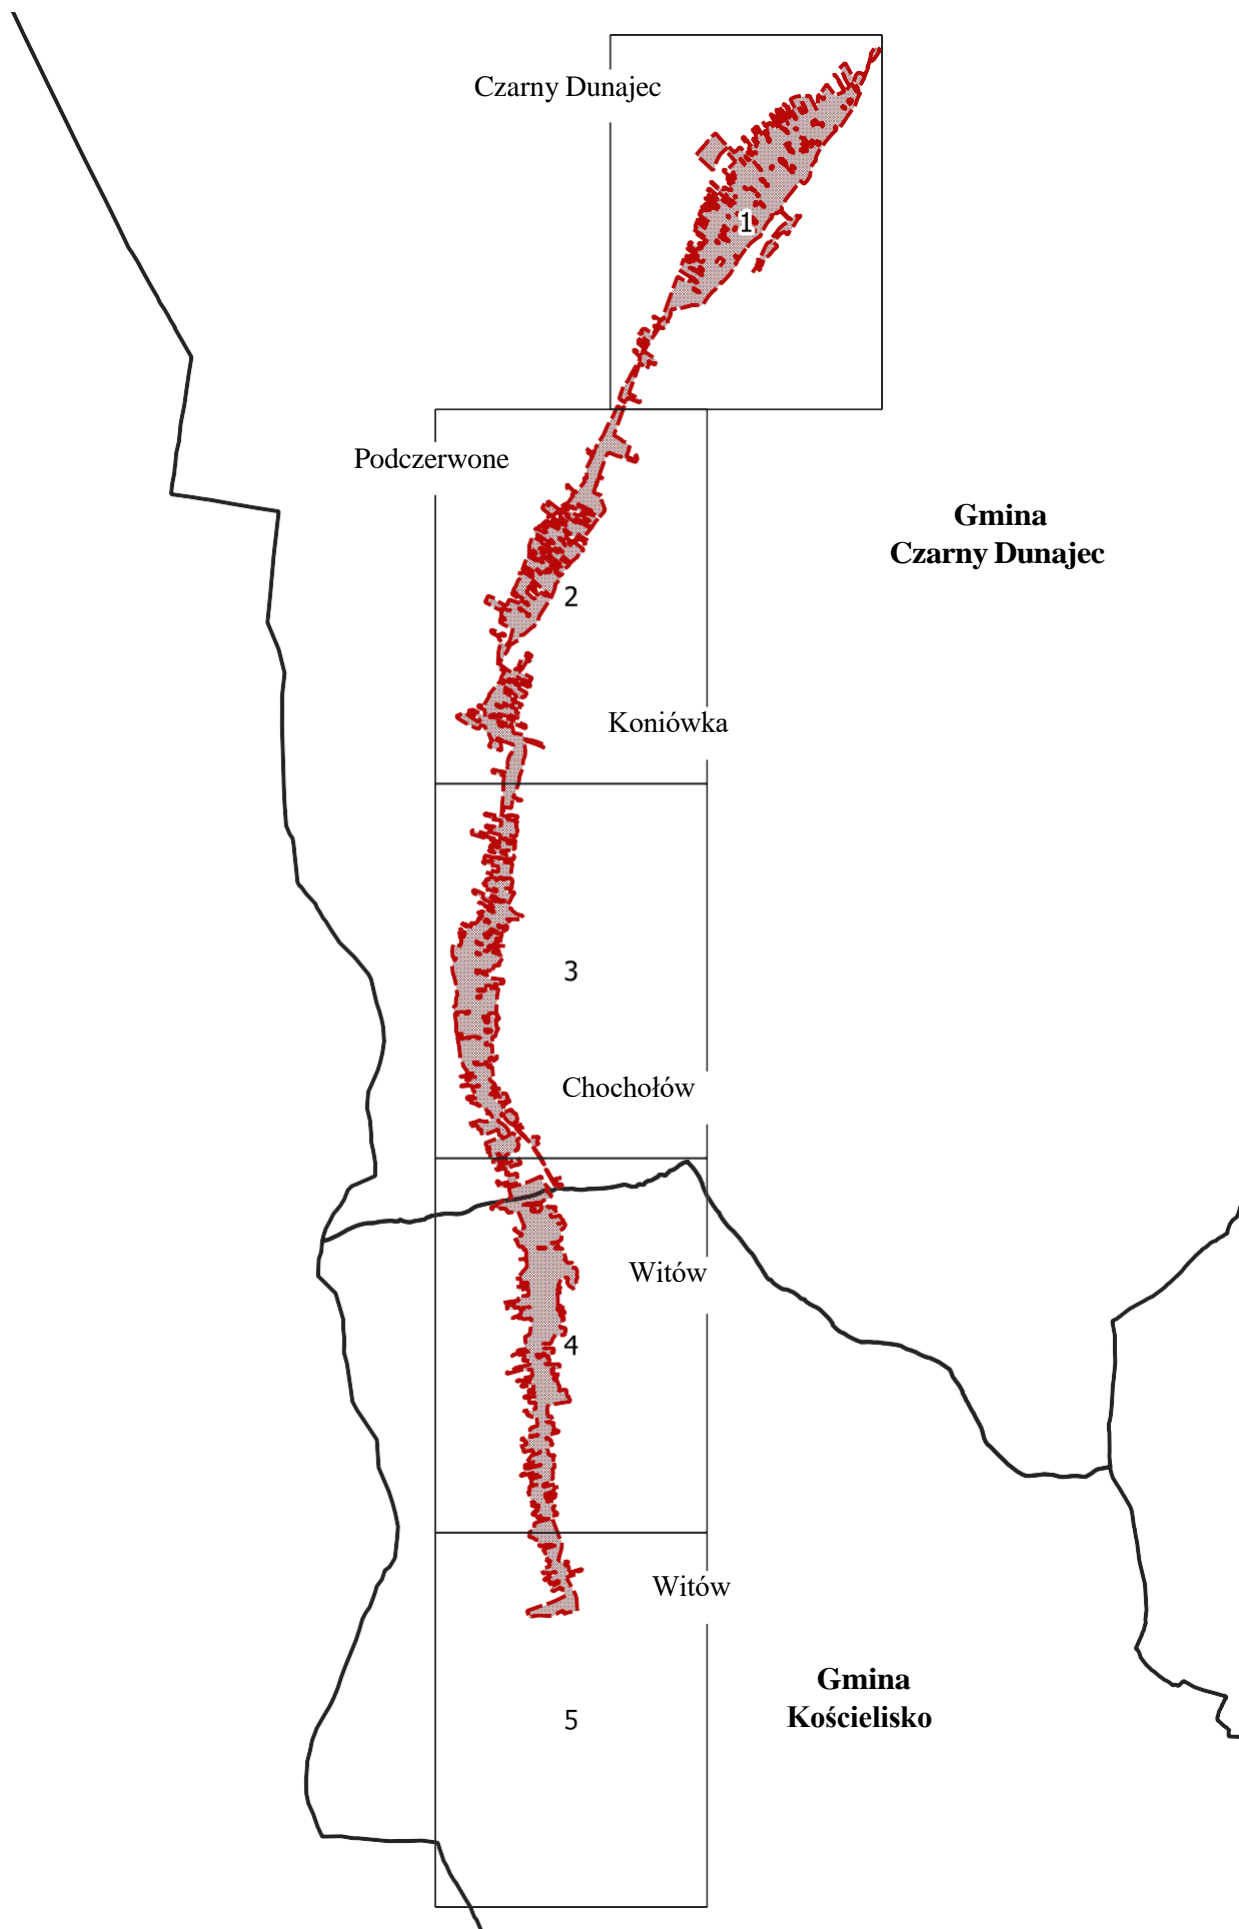 Czarny Dunajec
1
Podczerwone
Gmina
Czarny Dunajec
2
Koniówka
3
Chochołów
Witów
4
Witów
Gmina
Kościelisko
5